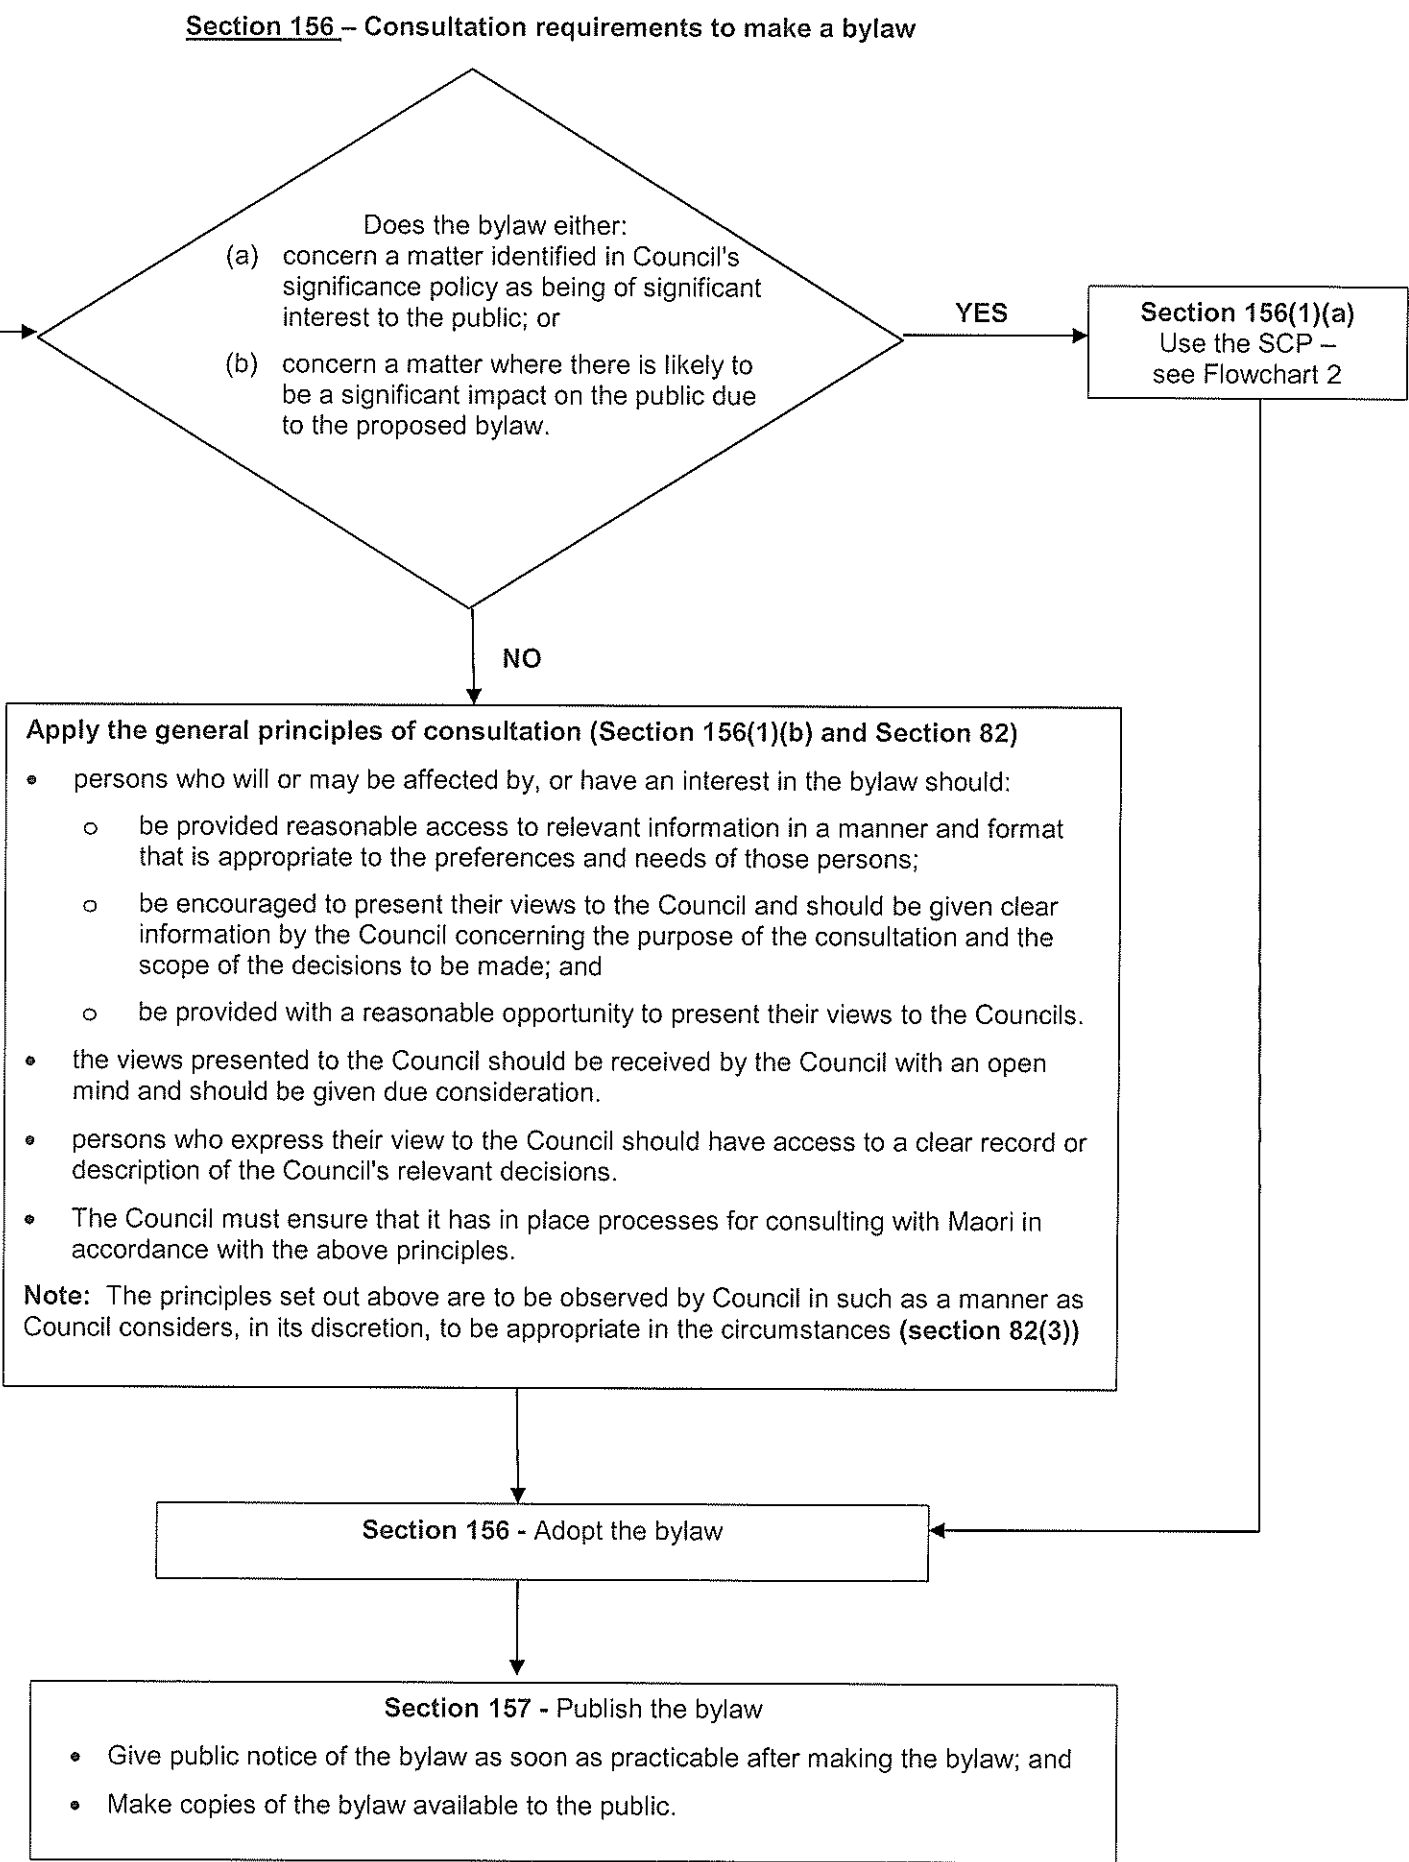 Section 156 – Consultation requirements to make a bylaw
Does the bylaw either:
(a) concern a matter identified in Council's
significance policy as being of significant
interest to the public; or
(b) concern a matter where there is likely to
be a significant impact on the public due
to the proposed bylaw.
YES
Section 156(1)(a)
Use the SCP –
see Flowchart 2
NO
Apply the general principles of consultation (Section 156(1)(b) and Section 82)
• persons who will or may be affected by, or have an interest in the bylaw should:
o be provided reasonable access to relevant information in a manner and format
that is appropriate to the preferences and needs of those persons;
o be encouraged to present their views to the Council and should be given clear
information by the Council concerning the purpose of the consultation and the
scope of the decisions to be made; and
o be provided with a reasonable opportunity to present their views to the Councils.
• the views presented to the Council should be received by the Council with an open
mind and should be given due consideration.
• persons who express their view to the Council should have access to a clear record or
description of the Council's relevant decisions.
• The Council must ensure that it has in place processes for consulting with Maori in
accordance with the above principles.
Note: The principles set out above are to be observed by Council in such as a manner as
Council considers, in its discretion, to be appropriate in the circumstances (section 82(3))
Section 156 - Adopt the bylaw
Section 157 - Publish the bylaw
• Give public notice of the bylaw as soon as practicable after making the bylaw; and
• Make copies of the bylaw available to the public.